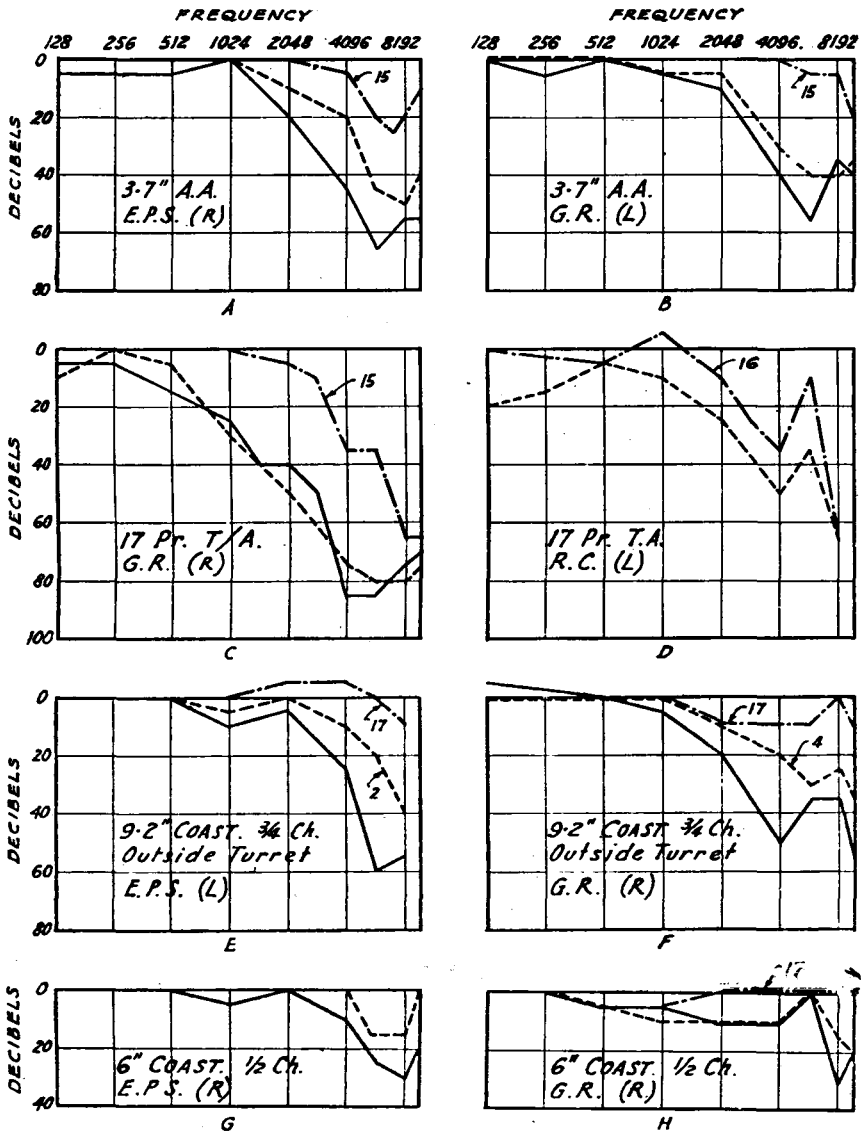 FREQUENCY
FREQUENCY
128 256 512 1024 2048 4096 8192
128 256 512 1024 2048 4096. 8192
DECIBELS
0
20
40
60
80
15
3·7" A.A.
E.P.S. (R)
A
15
3·7" A.A.
G.R. (L)
B
DECIBELS
0
20
40
60
80
100
15
17 Pr. T/A.
G.R. (R)
C
16
17 Pr. T.A.
R.C. (L)
D
DECIBELS
0
20
40
60
80
17
2
9·2" COAST. ¾ Ch.
Outside Turret
E.P.S. (L)
E
17
4
9·2" COAST. ¾ Ch.
Outside Turret
G.R. (R)
F
DECIBELS
0
20
40
6" COAST. ½ Ch.
E.P.S. (R)
G
17
6" COAST. ½ Ch.
G.R. (R.)
H